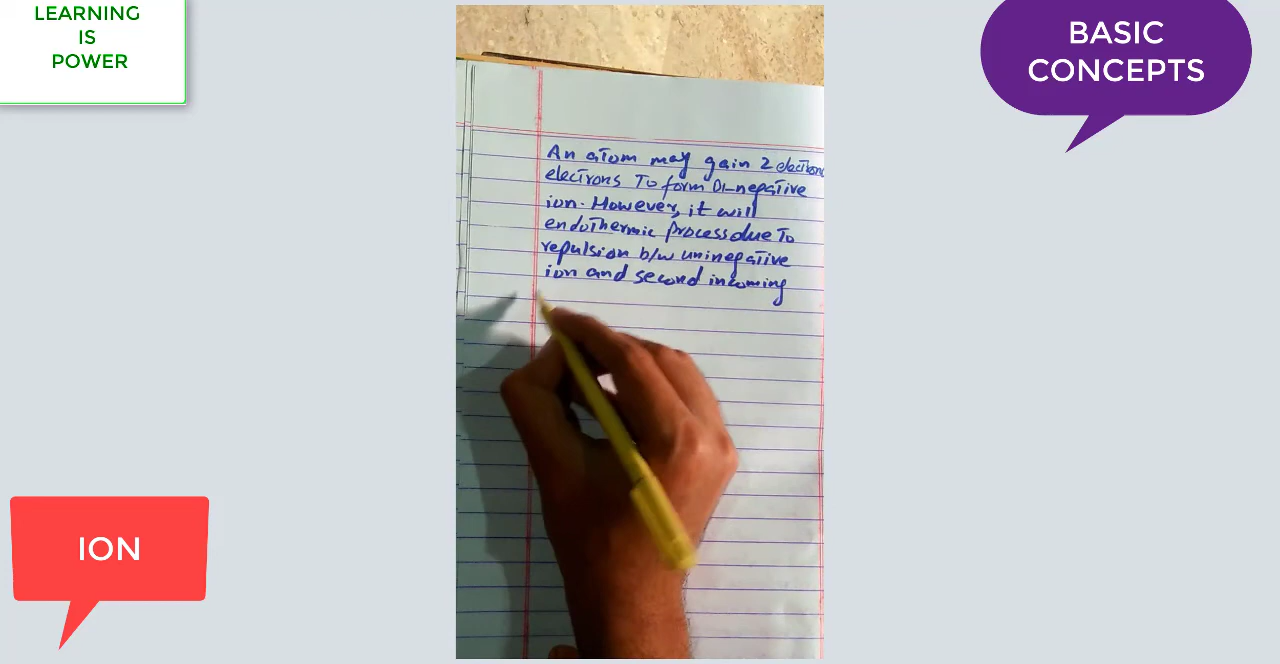 LEARNING
IS
POWER
BASIC
CONCEPTS
An atom may gain 2 electrons
electrons To form Di-negative
ion. However, it will
endothermic process due To
repulsion b/w uninegative
ion and second incoming
ION